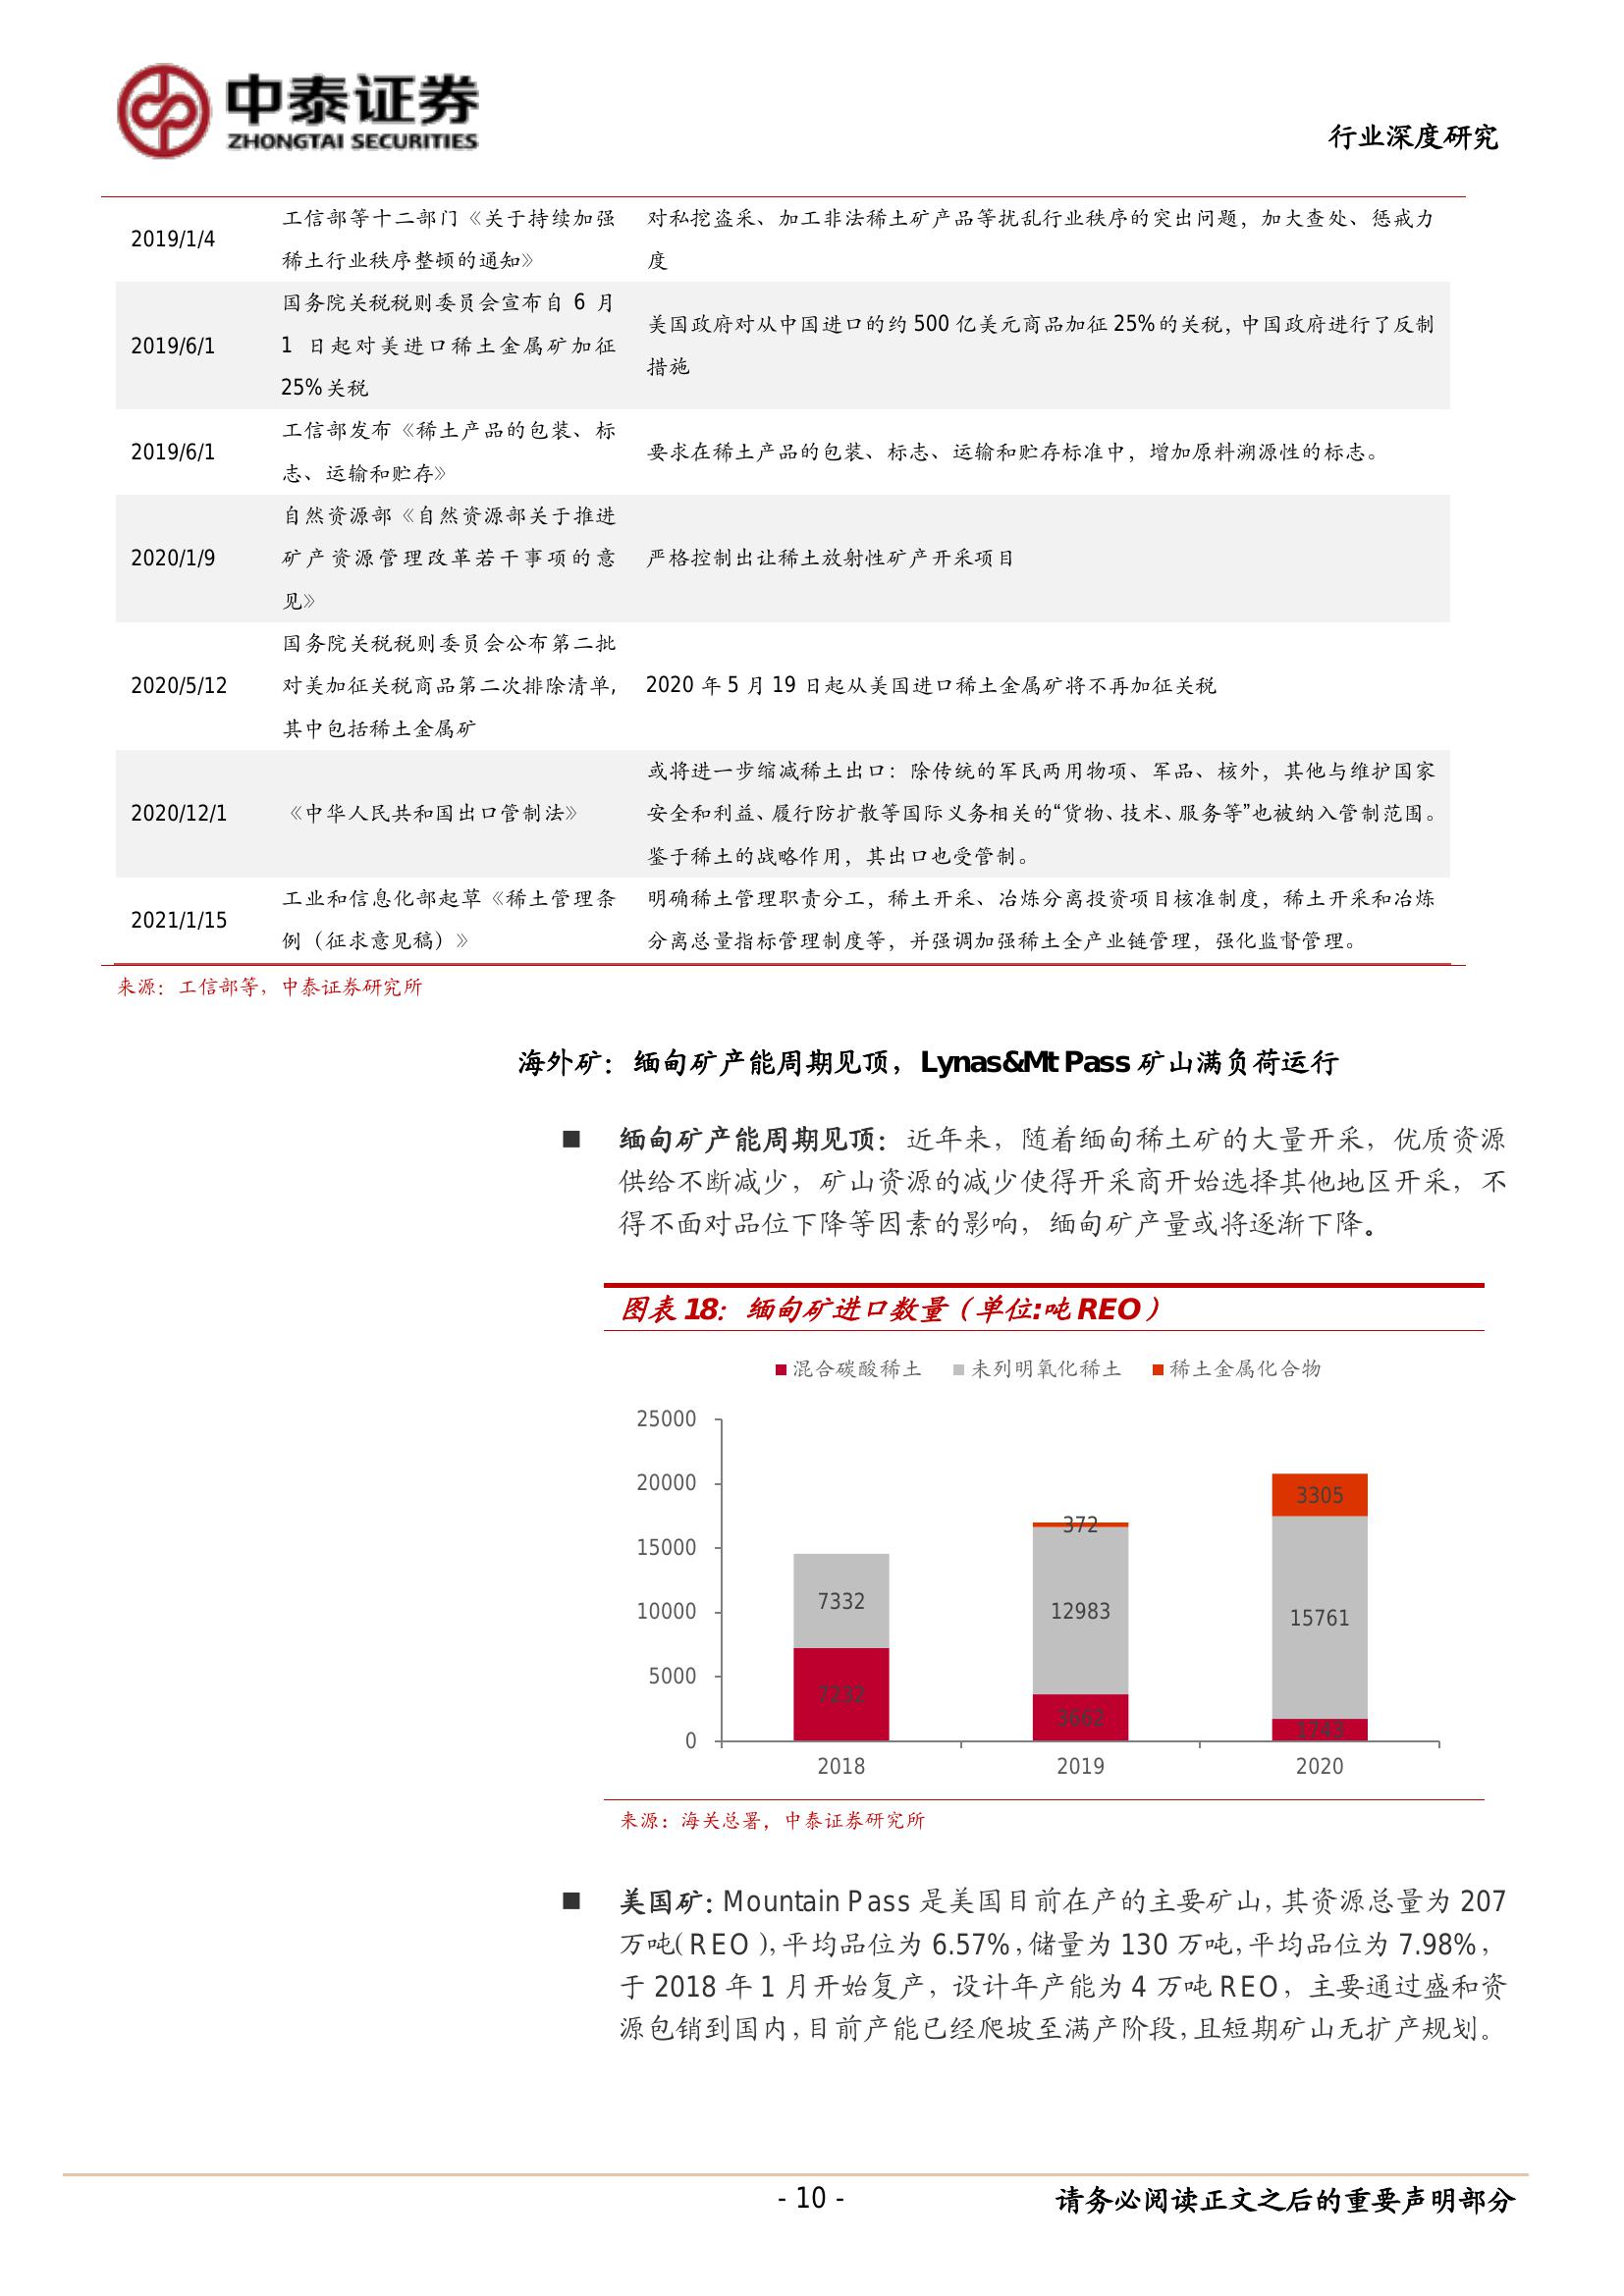 中泰证券
ZHONGTAI SECURITIES
行业深度研究
2019/1/4
工信部等十二部门《关于持续加强
稀土行业秩序整顿的通知》
对私挖盗采、加工非法稀土矿产品等扰乱行业秩序的突出问题，加大查处、惩戒力
度
2019/6/1
国务院关税税则委员会宣布自 6 月
1 日起对美进口稀土金属矿加征
25%关税
美国政府对从中国进口的约 500 亿美元商品加征 25%的关税，中国政府进行了反制
措施
2019/6/1
工信部发布《稀土产品的包装、标
志、运输和贮存》
要求在稀土产品的包装、标志、运输和贮存标准中，增加原料溯源性的标志。
2020/1/9
自然资源部《自然资源部关于推进
矿产资源管理改革若干事项的意
见》
严格控制出让稀土放射性矿产开采项目
2020/5/12
国务院关税税则委员会公布第二批
对美加征关税商品第二次排除清单，
其中包括稀土金属矿
2020 年 5 月 19 日起从美国进口稀土金属矿将不再加征关税
2020/12/1
《中华人民共和国出口管制法》
或将进一步缩减稀土出口：除传统的军民两用物项、军品、核外，其他与维护国家
安全和利益、履行防扩散等国际义务相关的“货物、技术、服务等”也被纳入管制范围。
鉴于稀土的战略作用，其出口也受管制。
2021/1/15
工业和信息化部起草《稀土管理条
例（征求意见稿）》
明确稀土管理职责分工，稀土开采、冶炼分离投资项目核准制度，稀土开采和冶炼
分离总量指标管理制度等，并强调加强稀土全产业链管理，强化监督管理。
来源：工信部等，中泰证券研究所
海外矿：缅甸矿产能周期见顶，Lynas&Mt Pass 矿山满负荷运行
■ 缅甸矿产能周期见顶：近年来，随着缅甸稀土矿的大量开采，优质资源
供给不断减少，矿山资源的减少使得开采商开始选择其他地区开采，不
得不面对品位下降等因素的影响，缅甸矿产量或将逐渐下降。
图表 18：缅甸矿进口数量（单位:吨 REO）
混合碳酸稀土 未列明氧化稀土 稀土金属化合物
25000
20000
15000
10000
5000
0
7332
7232
372
12983
3662
3305
15761
1743
2018 2019 2020
来源：海关总署，中泰证券研究所
■ 美国矿：Mountain Pass 是美国目前在产的主要矿山，其资源总量为 207
万吨（REO），平均品位为 6.57%，储量为 130 万吨，平均品位为 7.98%，
于 2018 年 1 月开始复产，设计年产能为 4 万吨 REO，主要通过盛和资
源包销到国内，目前产能已经爬坡至满产阶段，且短期矿山无扩产规划。
- 10 -
请务必阅读正文之后的重要声明部分